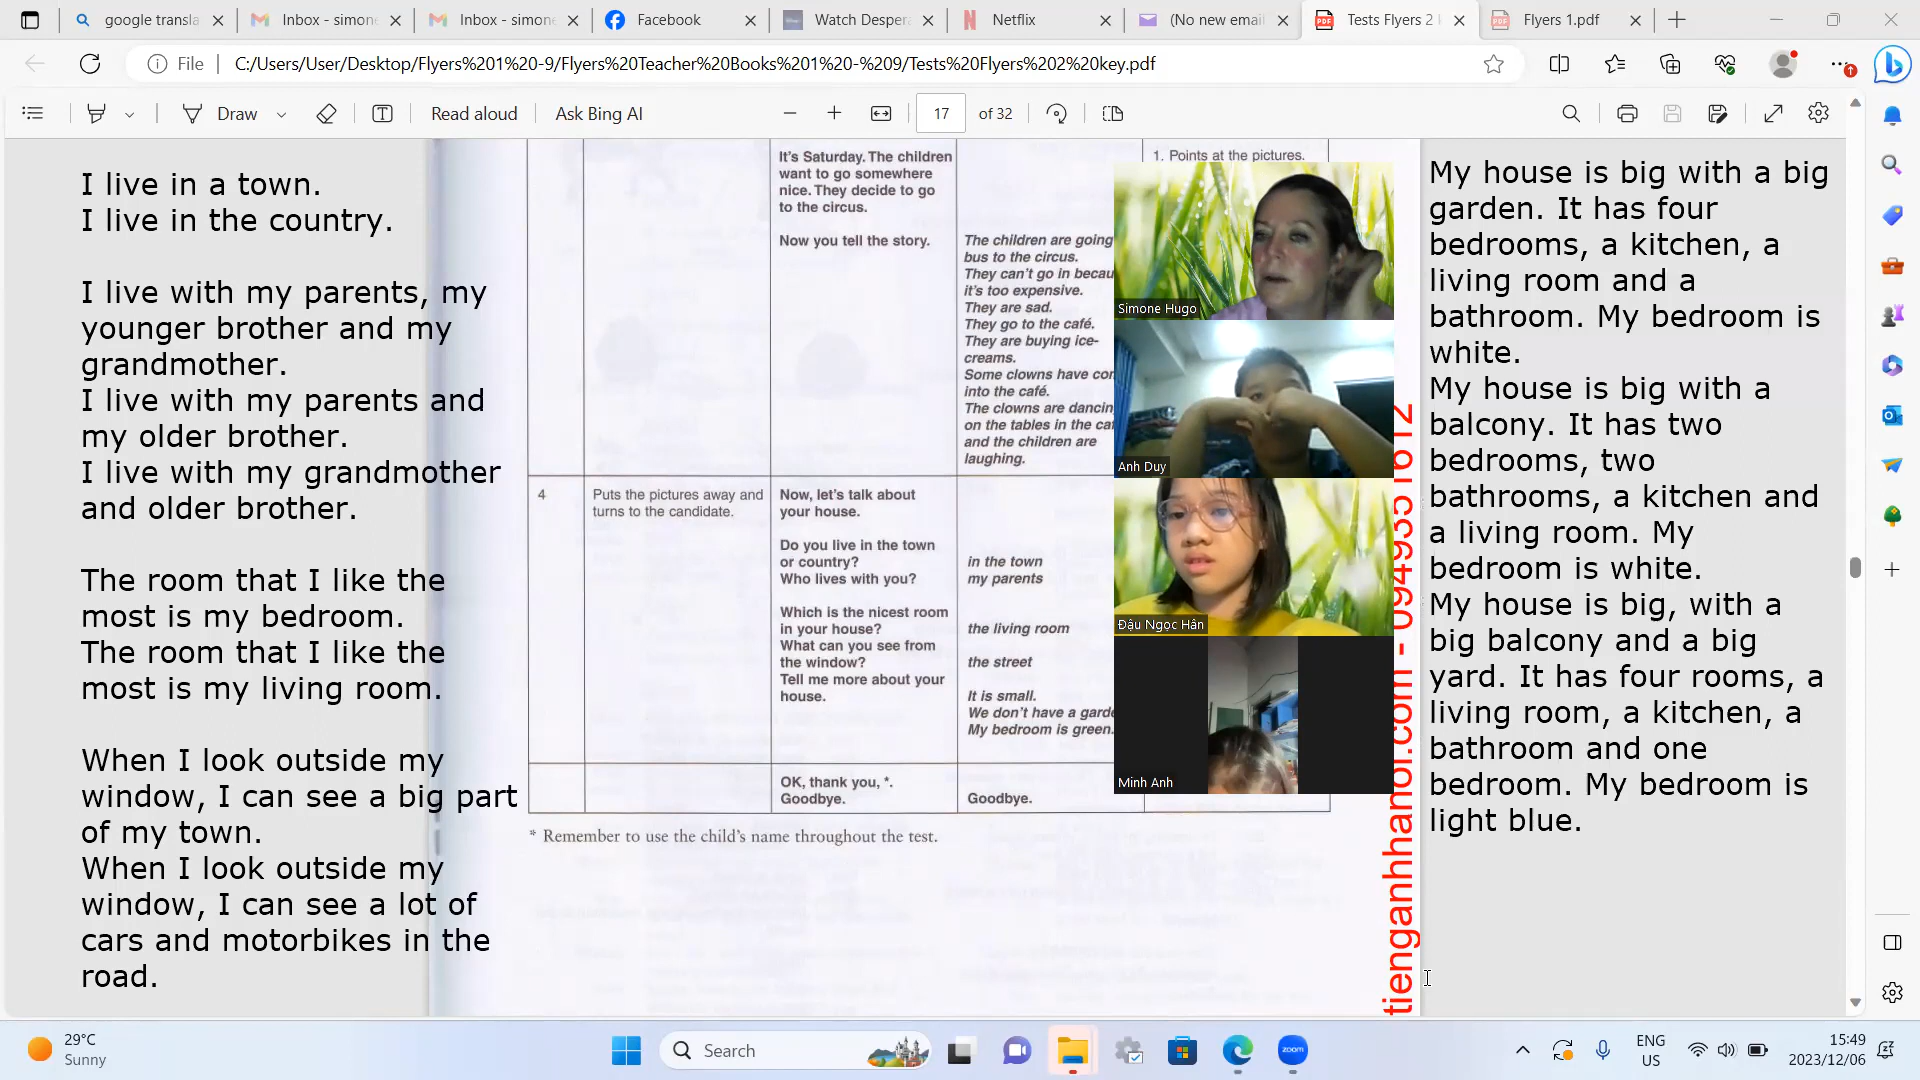 google transla
Inbox - simone
Inbox - simone
Facebook
Watch Despera
Netflix
(No new email
Tests Flyers 2 k
Flyers 1.pdf
File
C:/Users/User/Desktop/Flyers%201%20-9/Flyers%20Teacher%20Books%201%20-%209/Tests%20Flyers%202%20key.pdf
Draw
Read aloud
Ask Bing AI
17
of 32
I live in a town.
I live in the country.
I live with my parents, my
younger brother and my
grandmother.
I live with my parents and
my older brother.
I live with my grandmother
and older brother.
The room that I like the
most is my bedroom.
The room that I like the
most is my living room.
When I look outside my
window, I can see a big part
of my town.
When I look outside my
window, I can see a lot of
cars and motorbikes in the
road.
It's Saturday. The children
want to go somewhere
nice. They decide to go
to the circus.
Now you tell the story.
The children are going
bus to the circus.
They can't go in becau
it's too expensive.
They are sad.
They go to the café.
They are buying ice-
creams.
Some clowns have con
into the café.
The clowns are dancin
on the tables in the caf
and the children are
laughing.
1. Points at the pictures.
4
Puts the pictures away and
turns to the candidate.
Now, let's talk about
your house.
Do you live in the town
or country?
Who lives with you?
Which is the nicest room
in your house?
What can you see from
the window?
Tell me more about your
house.
in the town
my parents
the living room
the street
It is small.
We don't have a garde
My bedroom is green.
OK, thank you, *.
Goodbye.
Goodbye.
* Remember to use the child's name throughout the test.
Simone Hugo
Anh Duy
Đậu Ngọc Hân
Minh Anh
tienganhhanoi.com - 0949351612
My house is big with a big
garden. It has four
bedrooms, a kitchen, a
living room and a
bathroom. My bedroom is
white.
My house is big with a
balcony. It has two
bedrooms, two
bathrooms, a kitchen and
a living room. My
bedroom is white.
My house is big, with a
big balcony and a big
yard. It has four rooms, a
living room, a kitchen, a
bathroom and one
bedroom. My bedroom is
light blue.
29°C
Sunny
Search
zoom
ENG
US
15:49
2023/12/06